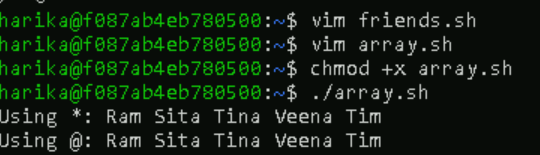 harika@f087ab4eb780500:~$ vim friends.sh
harika@f087ab4eb780500:~$ vim array.sh
harika@f087ab4eb780500:~$ chmod +x array.sh
harika@f087ab4eb780500:~$ ./array.sh
Using *: Ram Sita Tina Veena Tim
Using @: Ram Sita Tina Veena Tim